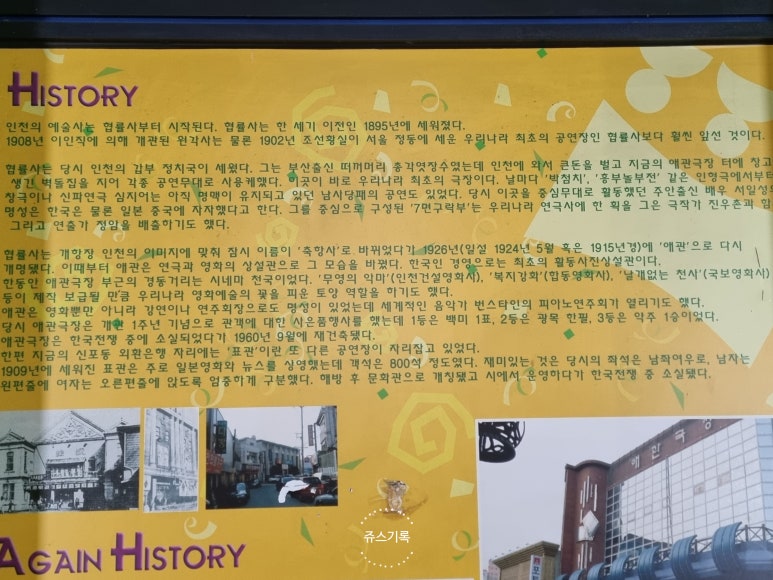 HISTORY
인천의 예술사는 협률사부터 시작된다. 협률사는 한 세기 이전인 1895년에 세워졌다.
1908년 이인직에 의해 개관된 원각사는 물론 1902년 조선황실이 서울 정동에 세운 우리나라 최초의 공연장인 협률사보다 훨씬 앞선 것이다.
협률사는 당시 인천의 갑부 정치국이 세웠다. 그는 부산출신 떠꺼머리 총각엿장수였는데 인천에 와서 큰돈을 벌고 지금의 애관극장 터에 창고
생긴 벽돌집을 지어 각종 공연무대로 사용케했다. 이곳이 바로 우리나라 최초의 극장이다. 날마다 '박첨지', '흥부놀부전' 같은 인형극에서부터
창극이나 신파연극 심지어는 아직 명맥이 유지되고 있던 남사당패의 공연도 있었다. 당시 이곳을 중심무대로 활동했던 주안출신 배우 서일성의
명성은 한국은 물론 일본 중국에 자자했다고 한다. 그를 중심으로 구성된 '7면구락부'는 우리나라 연극사에 한 획을 그은 극작가 진우촌과 함
그리고 연출가 정암을 배출하기도 했다.
협률사는 개항장 인천의 이미지에 맞춰 잠시 이름이 '축항사'로 바뀌었다가 1926년(일설 1924년 5월 혹은 1915년경)에 '애관'으로 다시
개명됐다. 이때부터 애관은 연극과 영화의 상설관으로 그 모습을 바꿨다. 한국인 경영으로는 최초의 활동사진상설관이다.
한동안 애관극장 부근의 경동거리는 시네마 천국이었다. '무영의 악마'(인천건설영화사), '복지강화'(합동영화사), '날개없는 천사'(국보영화사)
등이 제작 보급될 만큼 우리나라 영화예술의 꽃을 피운 토양 역할을 하기도 했다.
애관은 영화뿐만 아니라 강연이나 연주회장으로도 명성이 있었는데 세계적인 음악가 번스타인의 피아노연주회가 열리기도 했다.
당시 애관극장은 개관 1주년 기념으로 관객에 대한 사은품행사를 했는데 1등은 백미 1표, 2등은 광목 한필, 3등은 약주 1승이었다.
애관극장은 한국전쟁 중에 소실되었다가 1960년 9월에 재건축됐다.
한편 지금의 신포동 외환은행 자리에는 '표관'이란 또 다른 공연장이 자리잡고 있었다.
1909년에 세워진 표관은 주로 일본영화와 뉴스를 상영했는데 객석은 800석 정도였다. 재미있는 것은 당시의 좌석은 남좌여우로, 남자는
왼편줄에 여자는 오른편줄에 앉도록 엄중하게 구분했다. 해방 후 문화관으로 개칭됐고 시에서 운영하다가 한국전쟁 중 소실됐다.
애관극장
AGAIN HISTORY
쥬스기록